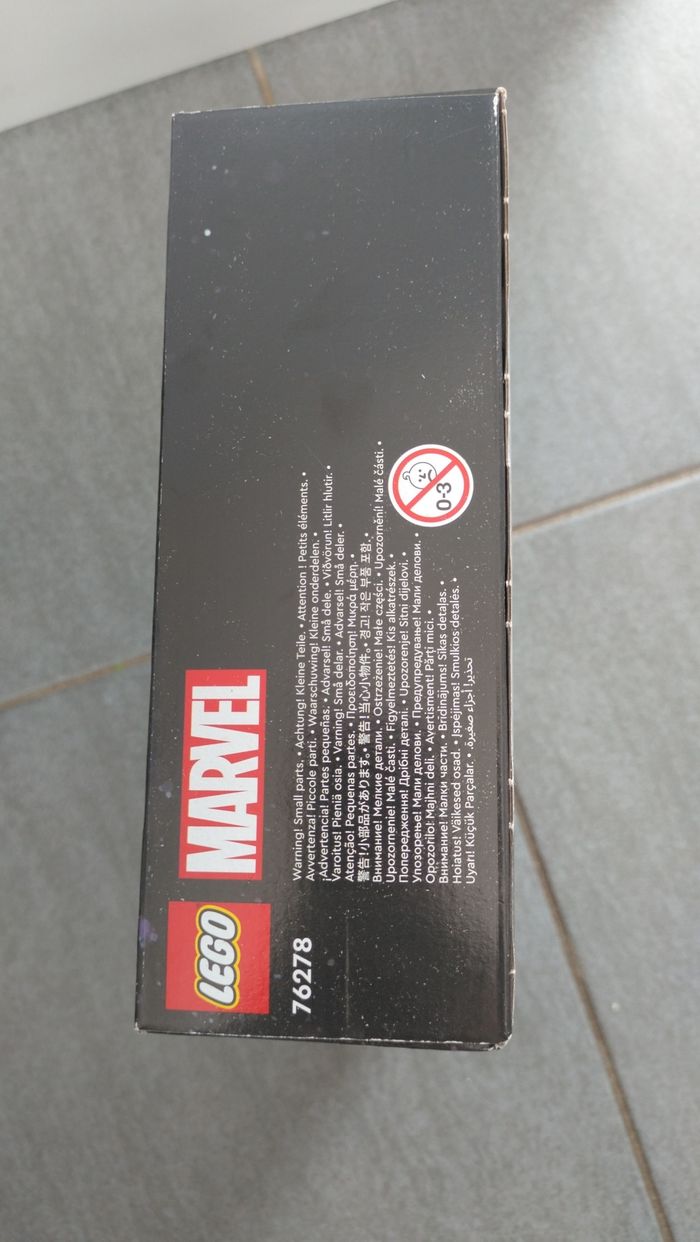 LEGO
MARVEL
76278
Warning! Small parts. • Achtung! Kleine Teile. • Attention ! Petits éléments. •
Avvertenza! Piccole parti. • Waarschuwing! Kleine onderdelen. •
¡Advertencia! Partes pequeñas. • Advarsel! Små dele. • Viðvörun! Litlir hlutir. •
Varoitus! Pieniä osia. • Varning! Små delar. • Advarsel! Små deler. •
Atenção! Pequenas partes. • Προειδοποίηση! Μικρά μέρη. •
警告!小部品があります。• 警告!当心小物件。• 경고! 작은 부품 포함. •
Внимание! Мелкие детали. • Ostrzeżenie! Małe części. • Upozornění! Malé části. •
Upozornenie! Malé časti. • Figyelmeztetés! Kis alkatrészek. •
Попередження! Дрібні деталі. • Upozorenje! Sitni dijelovi. •
Упозорење! Мали делови. • Предупредување! Мали делови. •
Opozorilo! Majhni deli. • Avertisment! Părți mici. •
Внимание! Малки части. • Brīdinājums! Sīkas detaļas. •
Hoiatus! Väikesed osad. • Įspėjimas! Smulkios detalės. •
Uyarı! Küçük Parçalar. • تحذير! أجزاء صغيرة.
0-3